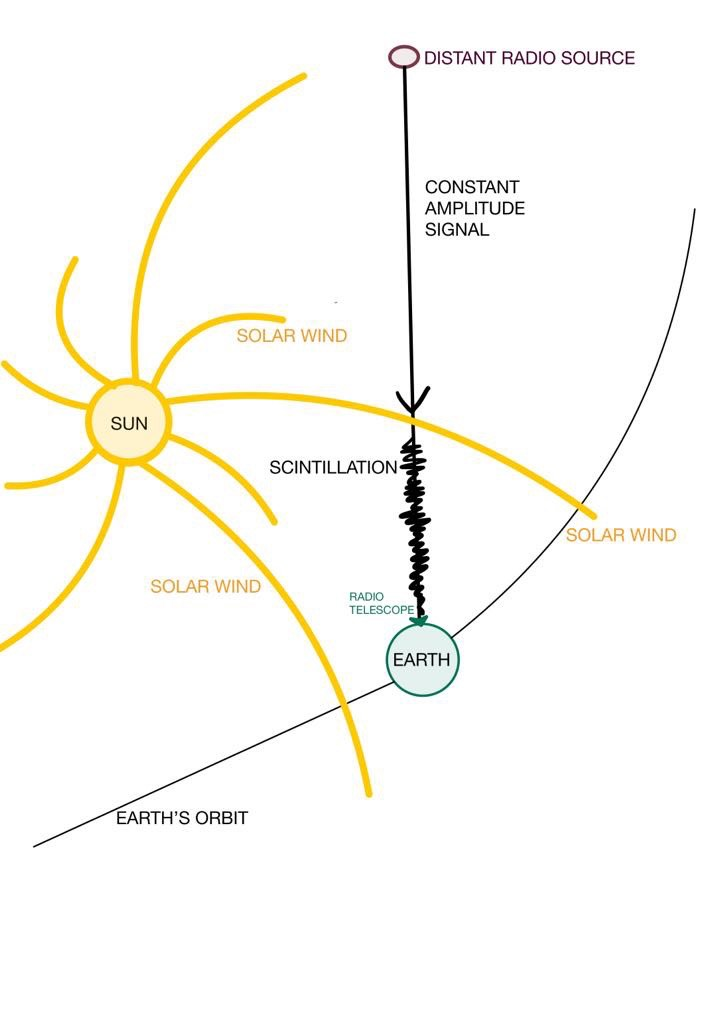 DISTANT RADIO SOURCE
CONSTANT
AMPLITUDE
SIGNAL
SOLAR WIND
SUN
SCINTILLATION
SOLAR WIND
SOLAR WIND
RADIO
TELESCOPE
EARTH
EARTH'S ORBIT